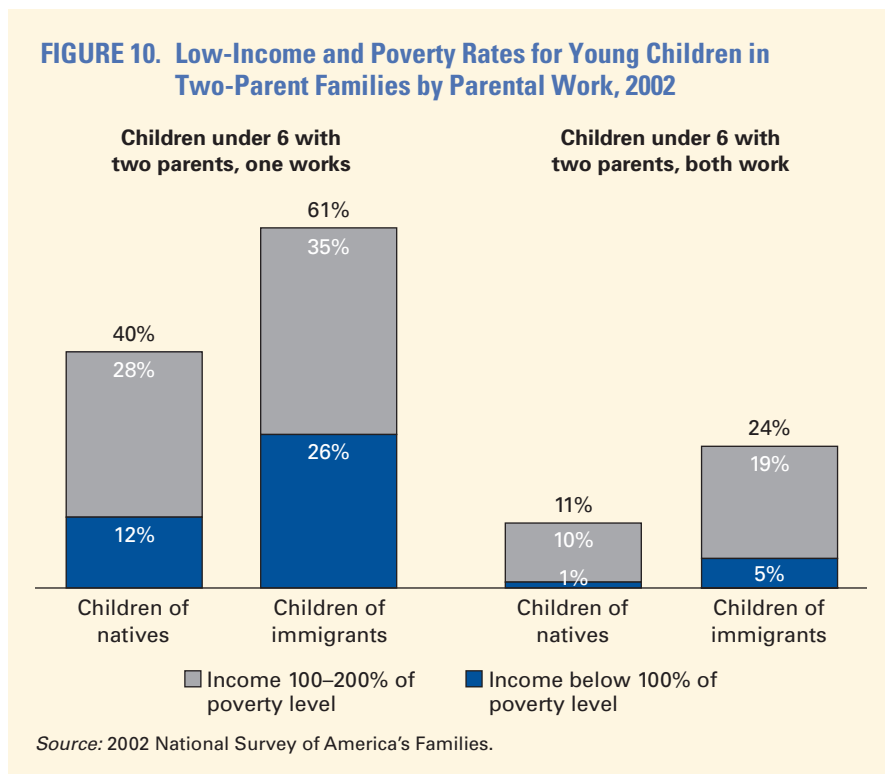 FIGURE 10. Low-Income and Poverty Rates for Young Children in
Two-Parent Families by Parental Work, 2002
Children under 6 with
two parents, one works
Children under 6 with
two parents, both work
61%
35%
40%
28%
26%
12%
24%
19%
11%
10%
1%
5%
Children of
natives
Children of
immigrants
Children of
natives
Children of
immigrants
Income 100–200% of
poverty level
Income below 100% of
poverty level
Source: 2002 National Survey of America’s Families.